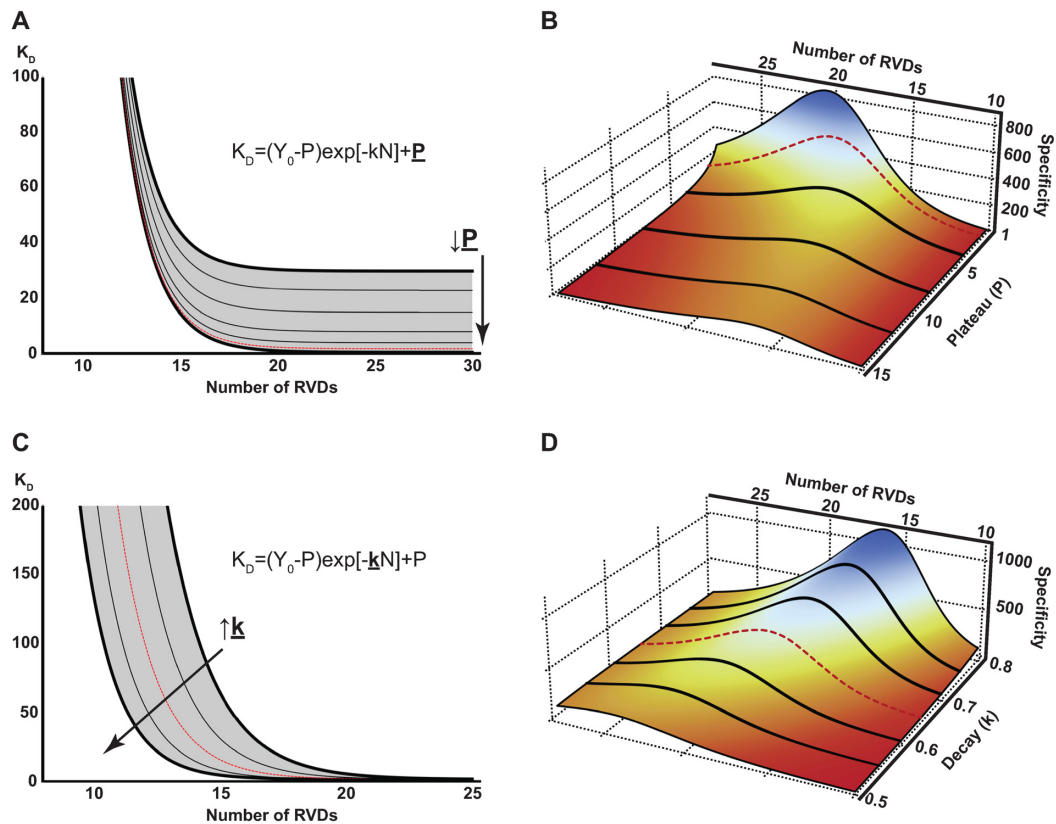 A
K_D
100
80
60
40
20
0
K_D=(Y_0-P)exp[-kN]+P
↓P
10 15 20 25 30
Number of RVDs
B
Number of RVDs
25 20 15 10
800
600
400
200
Specificity
1
5
10
15
Plateau (P)
C
K_D
200
150
100
50
0
K_D=(Y_0-P)exp[-kN]+P
↑k
10 15 20 25
Number of RVDs
D
Number of RVDs
25 20 15 10
1000
500
Specificity
0.8
0.7
0.6
0.5
Decay (k)